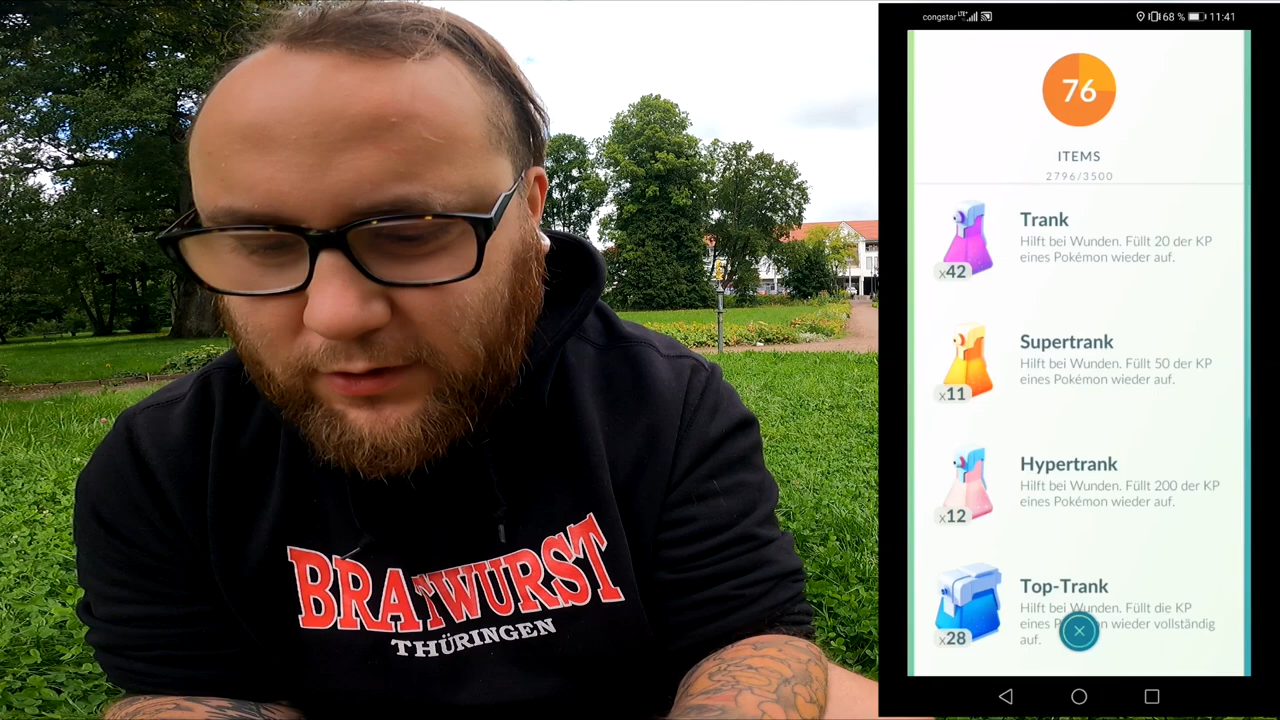 BRATWURST
THÜRINGEN
congstar LTE+ 68 % 11:41
76
ITEMS
2796/3500
Trank
Hilft bei Wunden. Füllt 20 der KP
eines Pokémon wieder auf.
x42
Supertrank
Hilft bei Wunden. Füllt 50 der KP
eines Pokémon wieder auf.
x11
Hypertrank
Hilft bei Wunden. Füllt 200 der KP
eines Pokémon wieder auf.
x12
Top-Trank
Hilft bei Wunden. Füllt die KP
eines wieder vollständig
auf.
x28